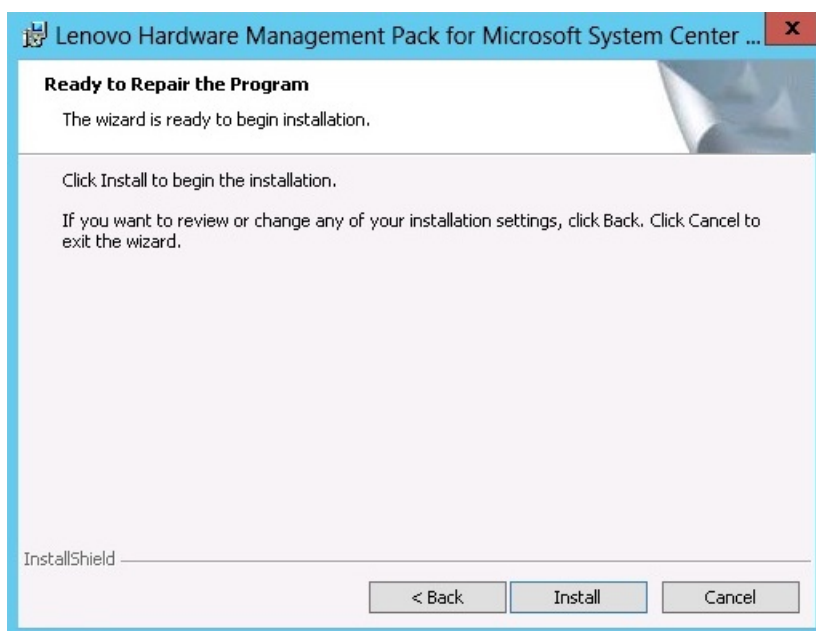 Lenovo Hardware Management Pack for Microsoft System Center ...
x
Ready to Repair the Program
The wizard is ready to begin installation.
Click Install to begin the installation.
If you want to review or change any of your installation settings, click Back. Click Cancel to
exit the wizard.
InstallShield
< Back
Install
Cancel